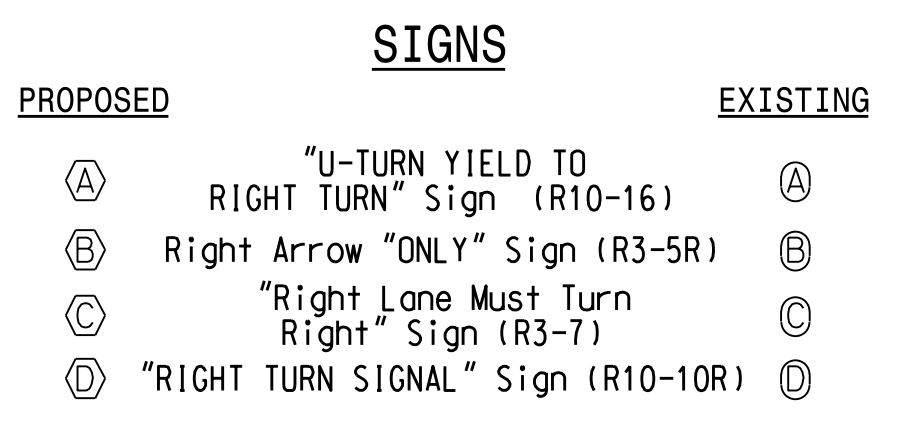 SIGNS
PROPOSED EXISTING
A "U-TURN YIELD TO A
RIGHT TURN" Sign (R10-16)
B Right Arrow "ONLY" Sign (R3-5R) B
C "Right Lane Must Turn C
Right" Sign (R3-7)
D "RIGHT TURN SIGNAL" Sign (R10-10R) D